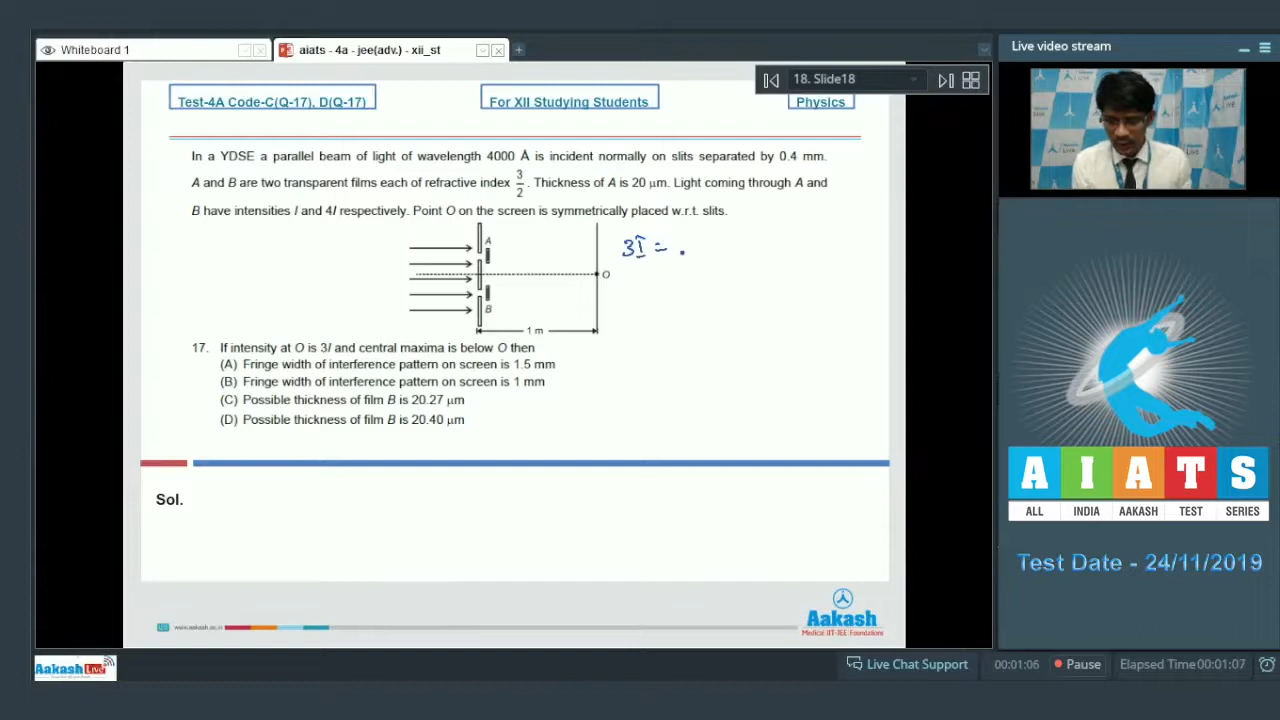 Whiteboard 1
aiats - 4a - jee(adv.) - xii_st
Live video stream
18. Slide18
Test-4A Code-C(Q-17), D(Q-17)
For XII Studying Students
Physics
In a YDSE a parallel beam of light of wavelength 4000 Å is incident normally on slits separated by 0.4 mm.
A and B are two transparent films each of refractive index 3/2. Thickness of A is 20 μm. Light coming through A and
B have intensities I and 4I respectively. Point O on the screen is symmetrically placed w.r.t. slits.
A
3I = .
O
B
1 m
17. If intensity at O is 3I and central maxima is below O then
(A) Fringe width of interference pattern on screen is 1.5 mm
(B) Fringe width of interference pattern on screen is 1 mm
(C) Possible thickness of film B is 20.27 μm
(D) Possible thickness of film B is 20.40 μm
Sol.
www.aakash.ac.in
Aakash
Medical IIT-JEE Foundations
A I A T S
ALL INDIA AAKASH TEST SERIES
Test Date - 24/11/2019
Aakash Live
Live Chat Support
00:01:06
Pause
Elapsed Time 00:01:07